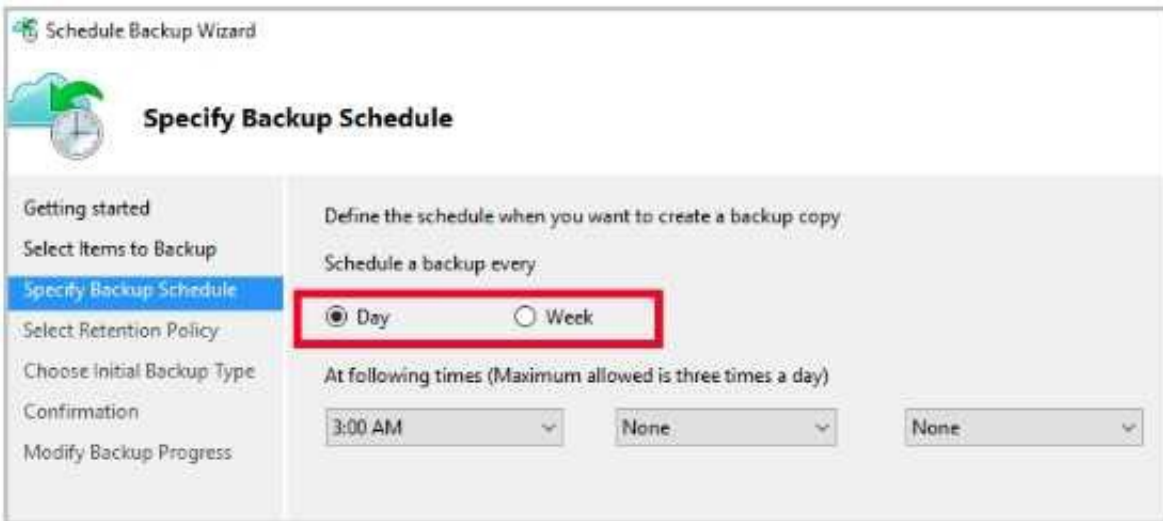 Schedule Backup Wizard
Specify Backup Schedule
Getting started
Select Items to Backup
Specify Backup Schedule
Select Retention Policy
Choose Initial Backup Type
Confirmation
Modify Backup Progress
Define the schedule when you want to create a backup copy
Schedule a backup every
Day Week
At following times (Maximum allowed is three times a day)
3:00 AM None None